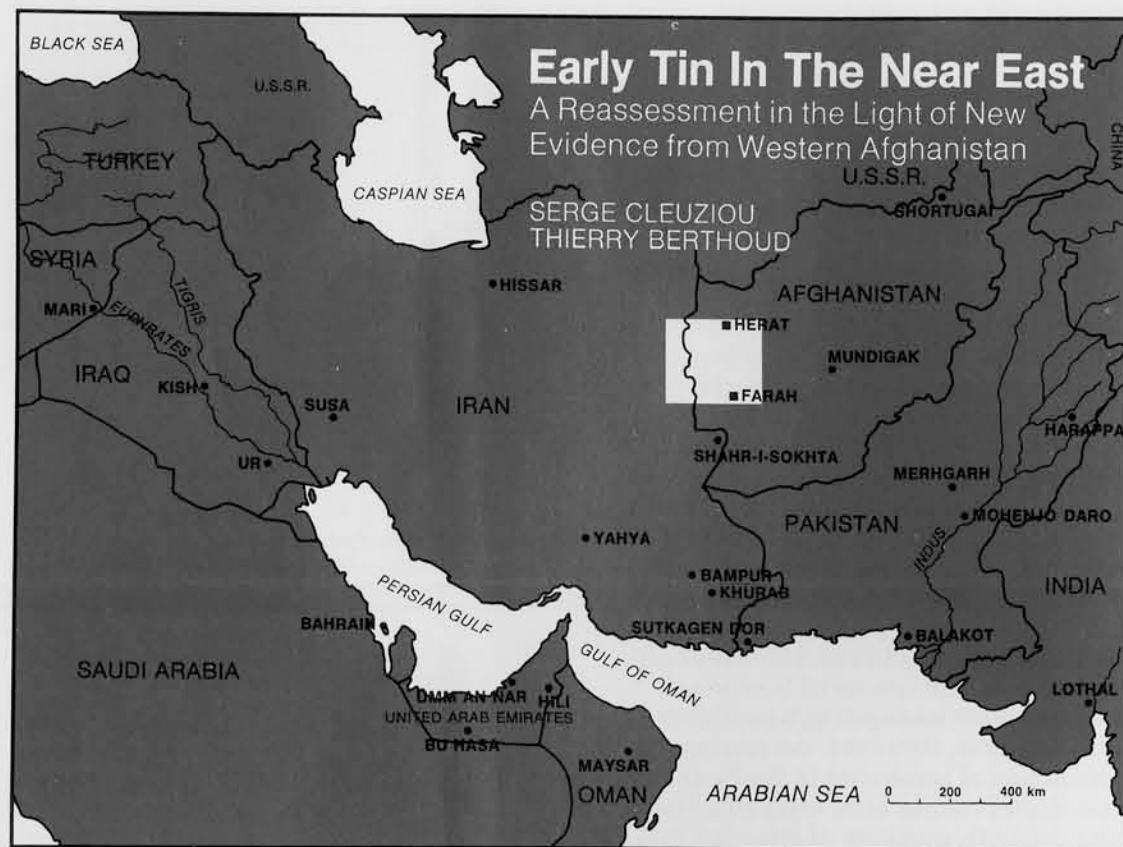 BLACK SEA
Early Tin In The Near East
A Reassessment in the Light of New
Evidence from Western Afghanistan
SERGE CLEUZIOU
THIERRY BERTHOUD
U.S.S.R.
TURKEY
CASPIAN SEA
U.S.S.R.
CHINA
SHORTUGAI
SYRIA
MARI
TIGRIS
EUPHRATES
HISSAR
AFGHANISTAN
HERAT
MUNDIGAK
FARAH
IRAQ
KISH
SUSA
IRAN
UR
SHAHR-I-SOKHTA
HARAPPA
MERHGARH
MOHENJO DARO
PAKISTAN
INDUS
INDIA
YAHYA
BAMPUR
KHURAB
PERSIAN GULF
BAHRAIN
SUTKAGEN DOR
BALAKOT
GULF OF OMAN
SAUDI ARABIA
UMM AN NAR
HILI
UNITED ARAB EMIRATES
BU HASA
LOTHAL
MAYSAR
OMAN
ARABIAN SEA
0 200 400 km